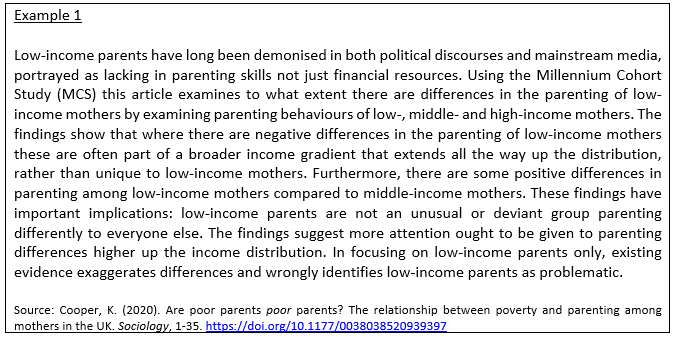 Example 1
Low-income parents have long been demonised in both political discourses and mainstream media,
portrayed as lacking in parenting skills not just financial resources. Using the Millennium Cohort
Study (MCS) this article examines to what extent there are differences in the parenting of low-
income mothers by examining parenting behaviours of low-, middle- and high-income mothers. The
findings show that where there are negative differences in the parenting of low-income mothers
these are often part of a broader income gradient that extends all the way up the distribution,
rather than unique to low-income mothers. Furthermore, there are some positive differences in
parenting among low-income mothers compared to middle-income mothers. These findings have
important implications: low-income parents are not an unusual or deviant group parenting
differently to everyone else. The findings suggest more attention ought to be given to parenting
differences higher up the income distribution. In focusing on low-income parents only, existing
evidence exaggerates differences and wrongly identifies low-income parents as problematic.
Source: Cooper, K. (2020). Are poor parents poor parents? The relationship between poverty and parenting among
mothers in the UK. Sociology, 1-35. https://doi.org/10.1177/0038038520939397